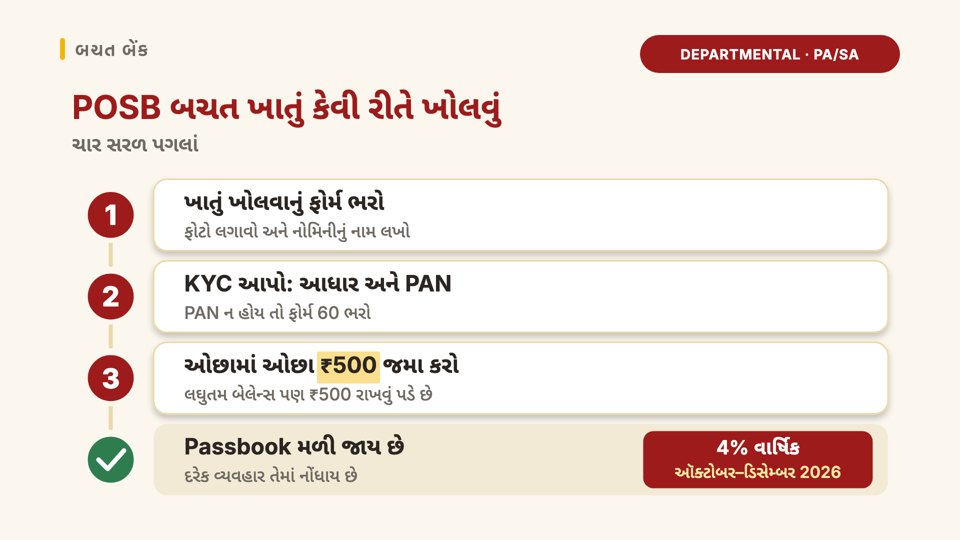 બચત બેંક
DEPARTMENTAL · PA/SA
POSB બચત ખાતું કેવી રીતે ખોલવું
ચાર સરળ પગલાં
1
ખાતું ખોલવાનું ફોર્મ ભરો
ફોટો લગાવો અને નોમિનીનું નામ લખો
2
KYC આપો: આધાર અને PAN
PAN ન હોય તો ફોર્મ 60 ભરો
3
ઓછામાં ઓછા ₹500 જમા કરો
લઘુતમ બેલેન્સ પણ ₹500 રાખવું પડે છે
Passbook મળી જાય છે
દરેક વ્યવહાર તેમાં નોંધાય છે
4% વાર્ષિક
ઑક્ટોબર–ડિસેમ્બર 2026